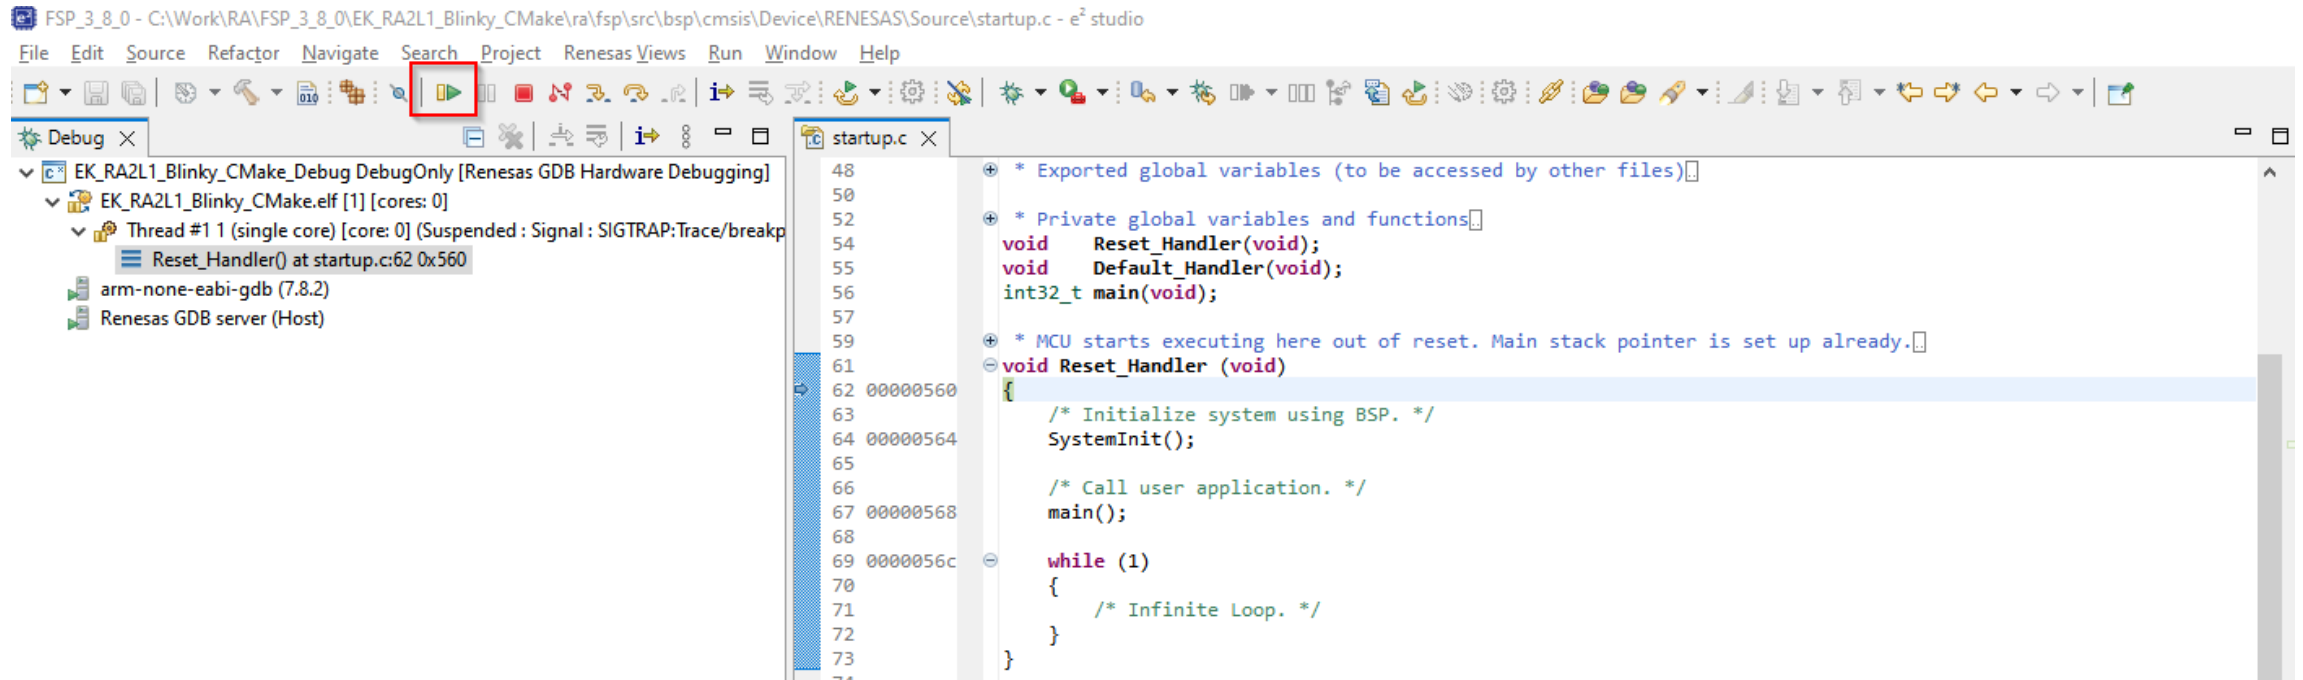 FSP_3_8_0 - C:\Work\RA\FSP_3_8_0\EK_RA2L1_Blinky_CMake\ra\fsp\src\bsp\cmsis\Device\RENESAS\Source\startup.c - e² studio
File Edit Source Refactor Navigate Search Project Renesas Views Run Window Help
010
Debug
startup.c
EK_RA2L1_Blinky_CMake_Debug DebugOnly [Renesas GDB Hardware Debugging]
EK_RA2L1_Blinky_CMake.elf [1] [cores: 0]
Thread #1 1 (single core) [core: 0] (Suspended : Signal : SIGTRAP:Trace/breakp
Reset_Handler() at startup.c:62 0x560
arm-none-eabi-gdb (7.8.2)
Renesas GDB server (Host)
48 * Exported global variables (to be accessed by other files)
50
52 * Private global variables and functions
54 void Reset_Handler(void);
55 void Default_Handler(void);
56 int32_t main(void);
57
59 * MCU starts executing here out of reset. Main stack pointer is set up already.
61 void Reset_Handler (void)
62 00000560 {
63 /* Initialize system using BSP. */
64 00000564 SystemInit();
65
66 /* Call user application. */
67 00000568 main();
68
69 0000056c while (1)
70 {
71 /* Infinite Loop. */
72 }
73 }